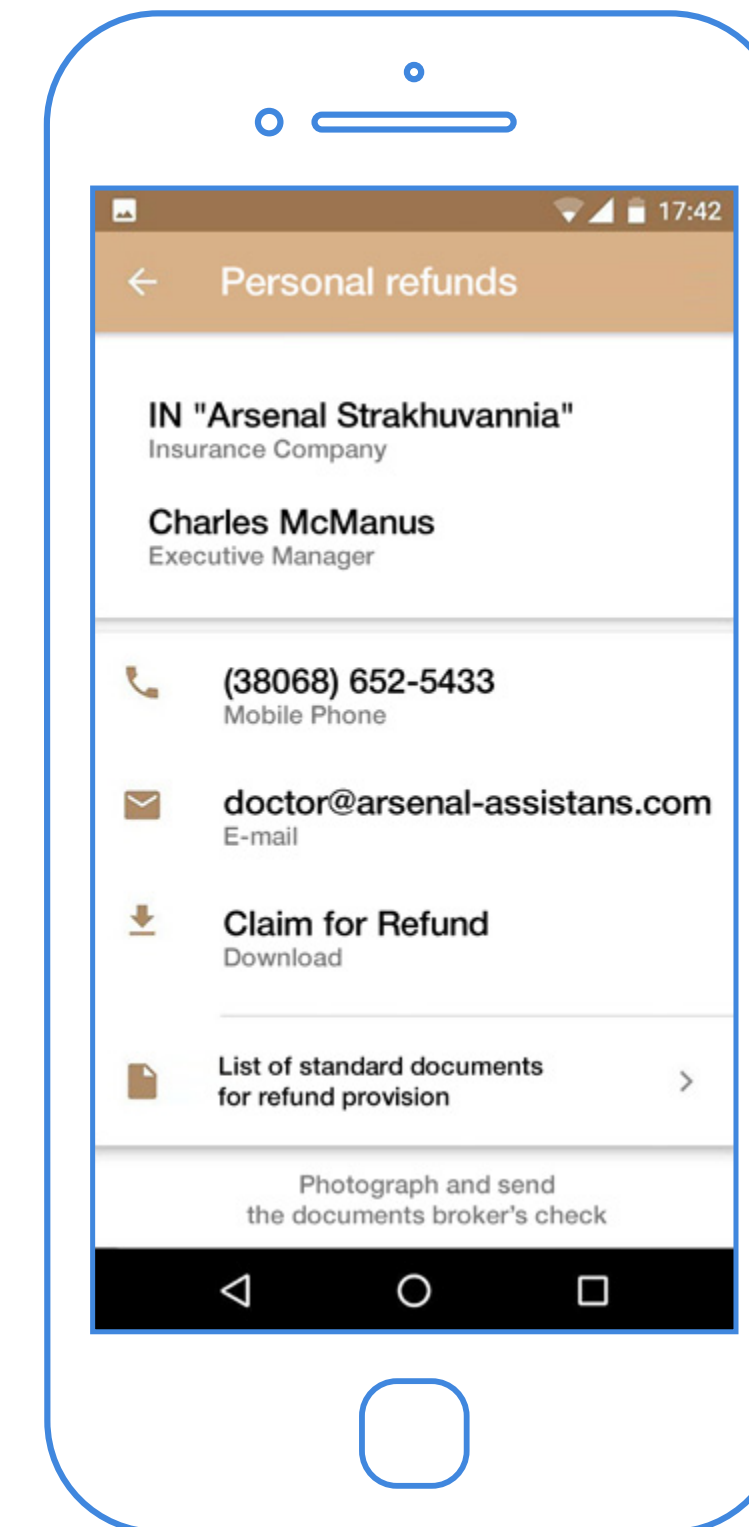 17:42
Personal refunds
IN "Arsenal Strakhuvannia"
Insurance Company
Charles McManus
Executive Manager
(38068) 652-5433
Mobile Phone
doctor@arsenal-assistans.com
E-mail
Claim for Refund
Download
List of standard documents
for refund provision
Photograph and send
the documents broker's check